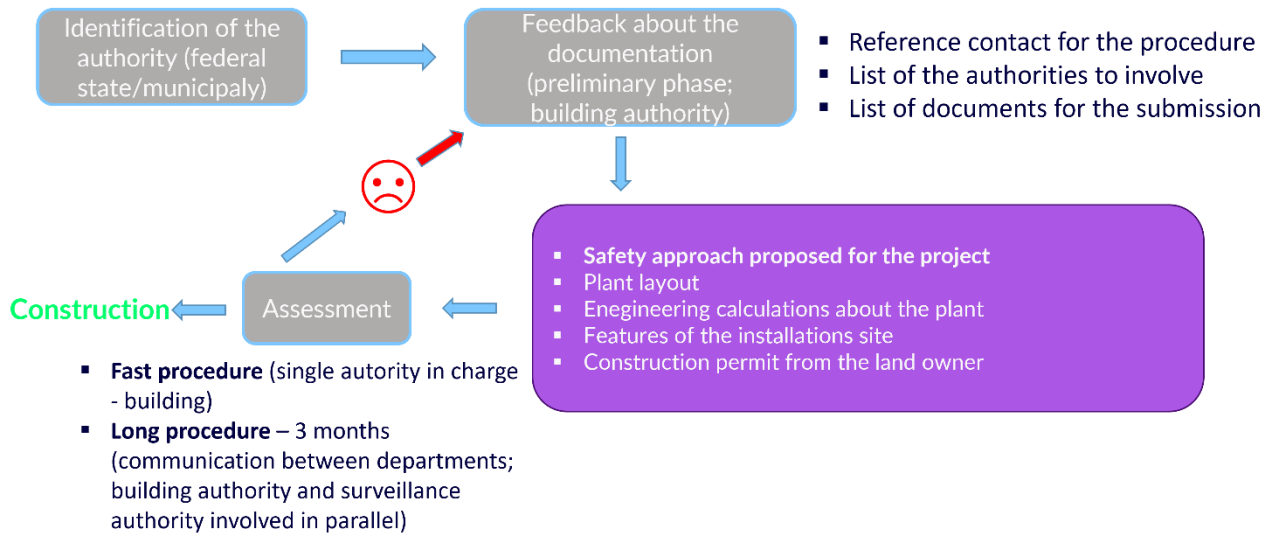 Identification of the
authority (federal
state/municipaly)
Feedback about the
documentation
(preliminary phase;
building authority)
▪ Reference contact for the procedure
▪ List of the authorities to involve
▪ List of documents for the submission
▪ Safety approach proposed for the project
▪ Plant layout
▪ Enegineering calculations about the plant
▪ Features of the installations site
▪ Construction permit from the land owner
Assessment
Construction
▪ Fast procedure (single autority in charge
- building)
▪ Long procedure – 3 months
(communication between departments;
building authority and surveillance
authority involved in parallel)